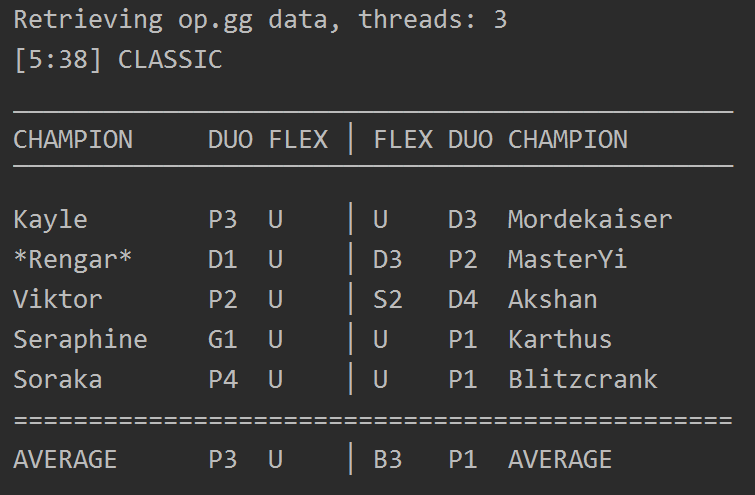 Retrieving op.gg data, threads: 3
[5:38] CLASSIC
CHAMPION DUO FLEX | FLEX DUO CHAMPION
Kayle P3 U | U D3 Mordekaiser
*Rengar* D1 U | D3 P2 MasterYi
Viktor P2 U | S2 D4 Akshan
Seraphine G1 U | U P1 Karthus
Soraka P4 U | U P1 Blitzcrank
================================================
AVERAGE P3 U | B3 P1 AVERAGE